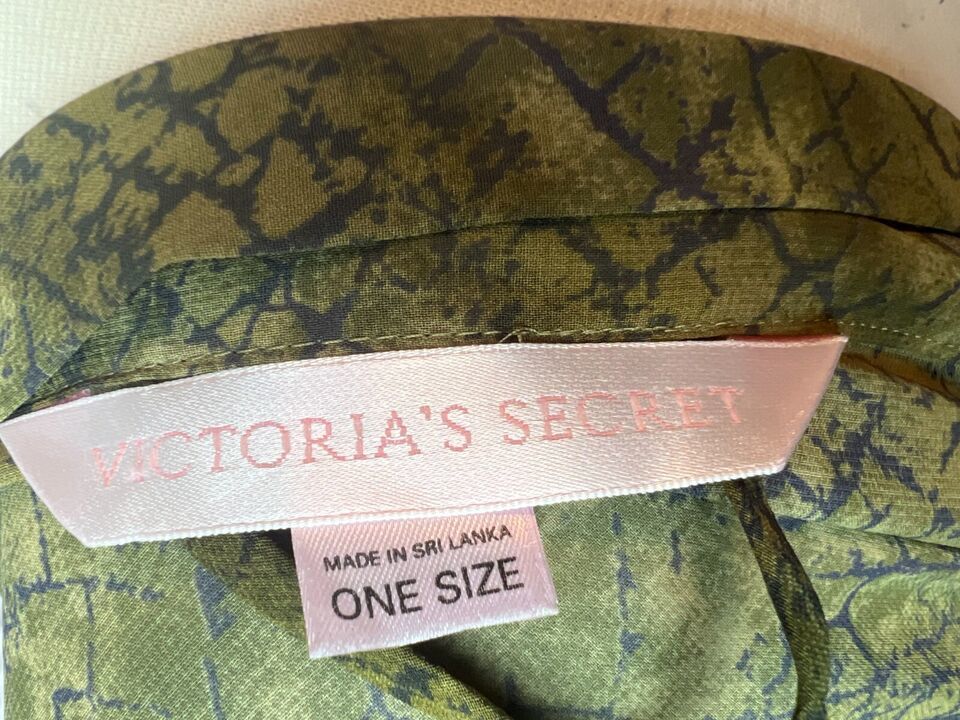 VICTORIA'S SECRET
MADE IN SRI LANKA
ONE SIZE